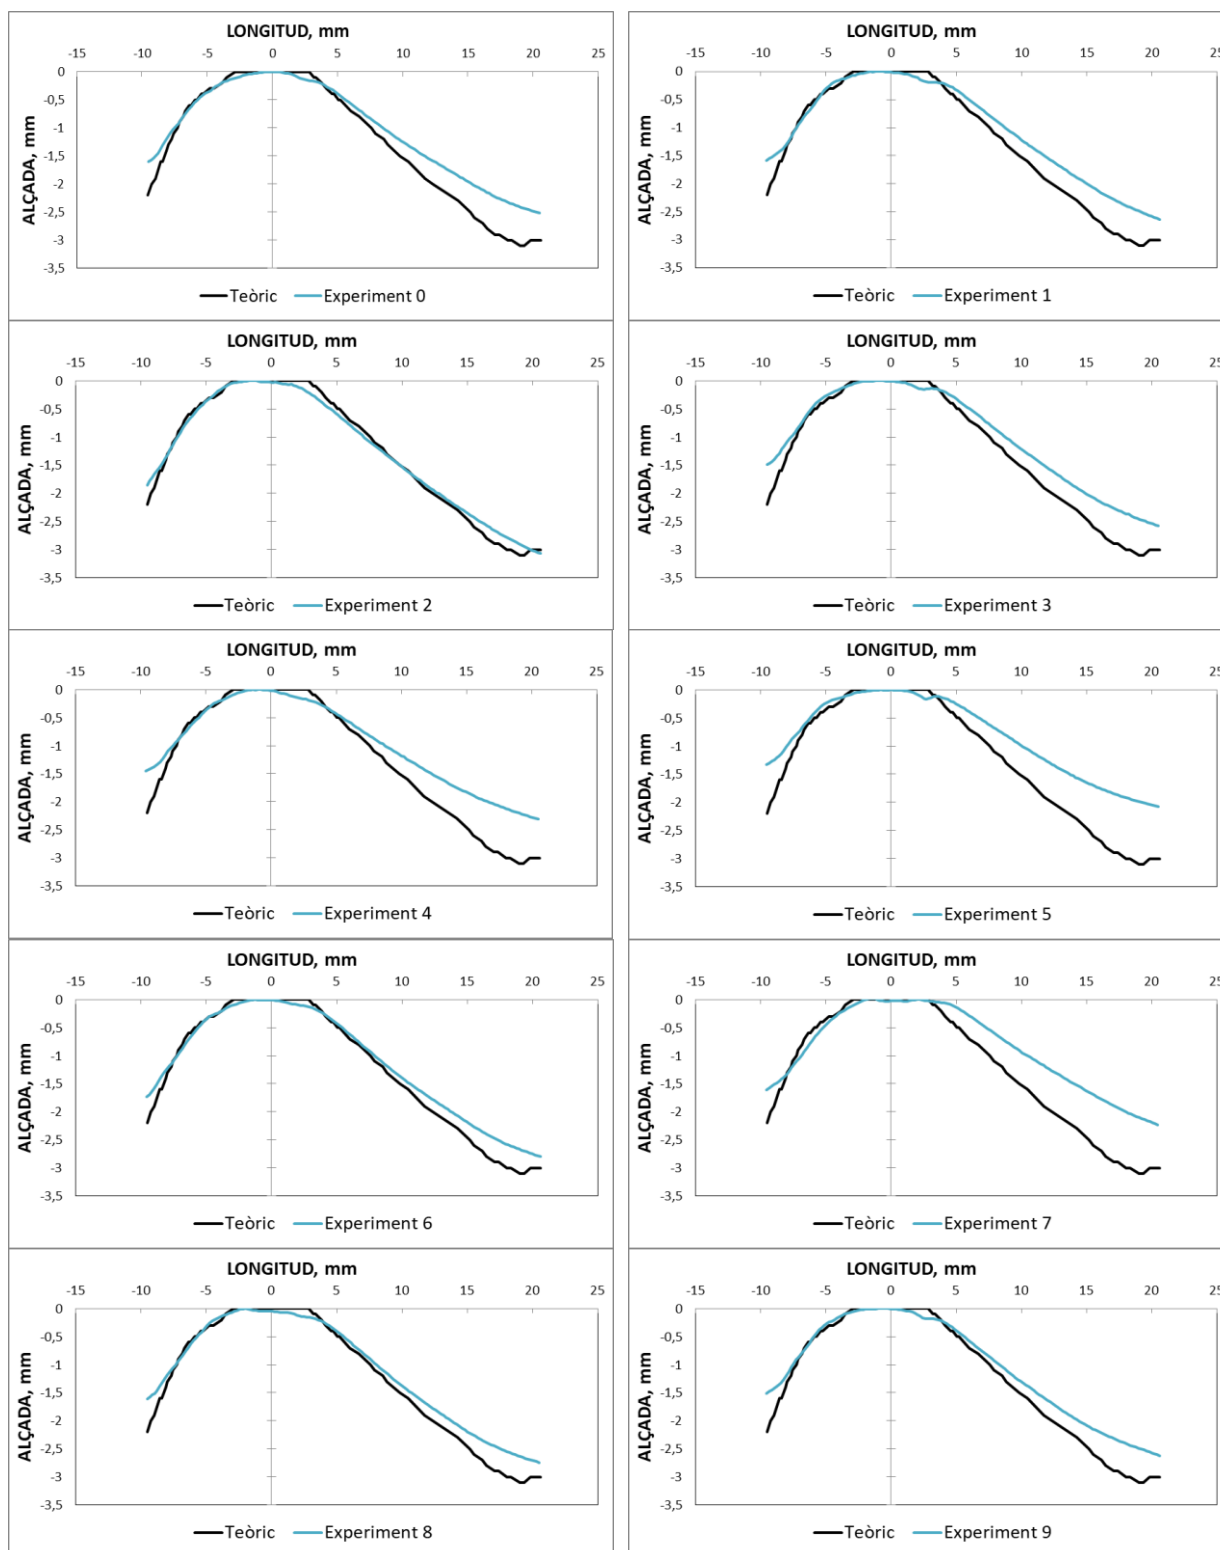 LONGITUD, mm
-15 -10 -5 0 5 10 15 20 25
0
-0,5
-1
-1,5
-2
-2,5
-3
-3,5
ALÇADA, mm
Teòric Experiment 0
LONGITUD, mm
-15 -10 -5 0 5 10 15 20 25
0
-0,5
-1
-1,5
-2
-2,5
-3
-3,5
ALÇADA, mm
Teòric Experiment 1
LONGITUD, mm
-15 -10 -5 0 5 10 15 20 25
0
-0,5
-1
-1,5
-2
-2,5
-3
-3,5
ALÇADA, mm
Teòric Experiment 2
LONGITUD, mm
-15 -10 -5 0 5 10 15 20 25
0
-0,5
-1
-1,5
-2
-2,5
-3
-3,5
ALÇADA, mm
Teòric Experiment 3
LONGITUD, mm
-15 -10 -5 0 5 10 15 20 25
0
-0,5
-1
-1,5
-2
-2,5
-3
-3,5
ALÇADA, mm
Teòric Experiment 4
LONGITUD, mm
-15 -10 -5 0 5 10 15 20 25
0
-0,5
-1
-1,5
-2
-2,5
-3
-3,5
ALÇADA, mm
Teòric Experiment 5
LONGITUD, mm
-15 -10 -5 0 5 10 15 20 25
0
-0,5
-1
-1,5
-2
-2,5
-3
-3,5
ALÇADA, mm
Teòric Experiment 6
LONGITUD, mm
-15 -10 -5 0 5 10 15 20 25
0
-0,5
-1
-1,5
-2
-2,5
-3
-3,5
ALÇADA, mm
Teòric Experiment 7
LONGITUD, mm
-15 -10 -5 0 5 10 15 20 25
0
-0,5
-1
-1,5
-2
-2,5
-3
-3,5
ALÇADA, mm
Teòric Experiment 8
LONGITUD, mm
-15 -10 -5 0 5 10 15 20 25
0
-0,5
-1
-1,5
-2
-2,5
-3
-3,5
ALÇADA, mm
Teòric Experiment 9